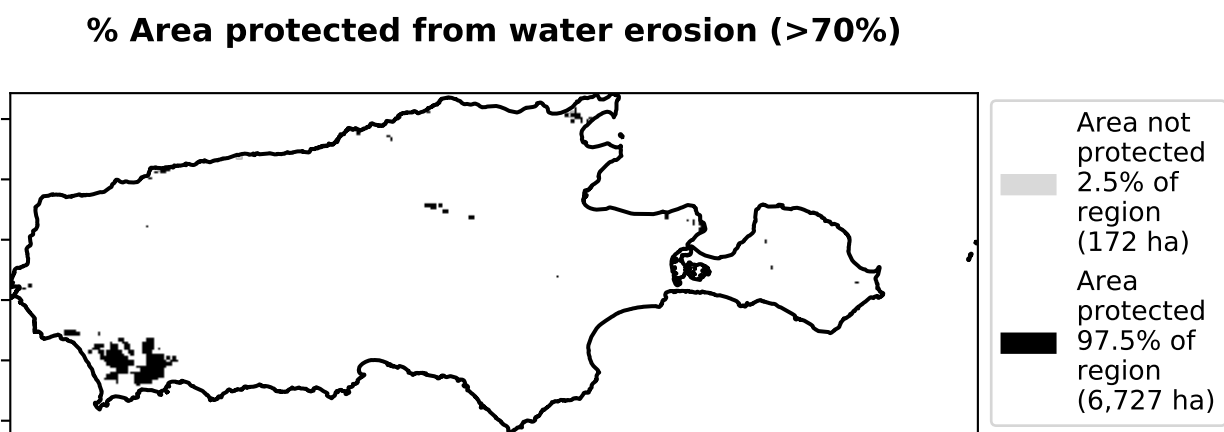 % Area protected from water erosion (>70%)
Area not
protected
2.5% of
region
(172 ha)
Area
protected
97.5% of
region
(6,727 ha)